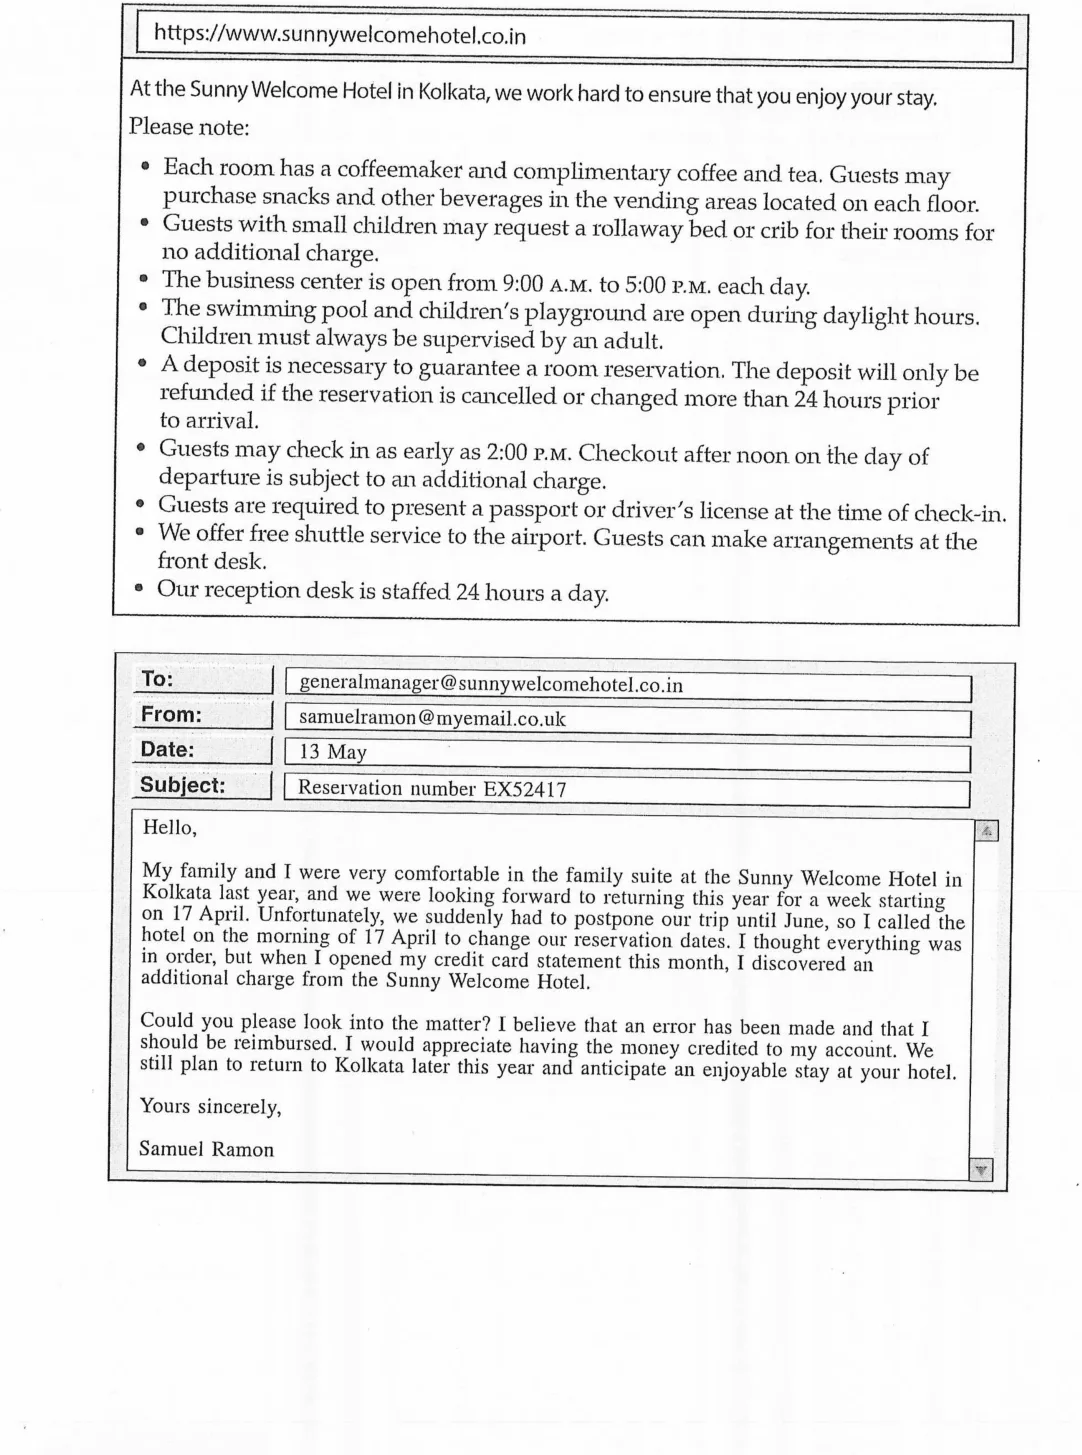 https://www.sunnywelcomehotel.co.in
At the Sunny Welcome Hotel in Kolkata, we work hard to ensure that you enjoy your stay.
Please note:
• Each room has a coffeemaker and complimentary coffee and tea. Guests may
purchase snacks and other beverages in the vending areas located on each floor.
• Guests with small children may request a rollaway bed or crib for their rooms for
no additional charge.
• The business center is open from 9:00 A.M. to 5:00 P.M. each day.
• The swimming pool and children's playground are open during daylight hours.
Children must always be supervised by an adult.
• A deposit is necessary to guarantee a room reservation. The deposit will only be
refunded if the reservation is cancelled or changed more than 24 hours prior
to arrival.
• Guests may check in as early as 2:00 P.M. Checkout after noon on the day of
departure is subject to an additional charge.
• Guests are required to present a passport or driver's license at the time of check-in.
• We offer free shuttle service to the airport. Guests can make arrangements at the
front desk.
• Our reception desk is staffed 24 hours a day.
To: generalmanager@sunnywelcomehotel.co.in
From: samuelramon@myemail.co.uk
Date: 13 May
Subject: Reservation number EX52417
Hello,
My family and I were very comfortable in the family suite at the Sunny Welcome Hotel in
Kolkata last year, and we were looking forward to returning this year for a week starting
on 17 April. Unfortunately, we suddenly had to postpone our trip until June, so I called the
hotel on the morning of 17 April to change our reservation dates. I thought everything was
in order, but when I opened my credit card statement this month, I discovered an
additional charge from the Sunny Welcome Hotel.
Could you please look into the matter? I believe that an error has been made and that I
should be reimbursed. I would appreciate having the money credited to my account. We
still plan to return to Kolkata later this year and anticipate an enjoyable stay at your hotel.
Yours sincerely,
Samuel Ramon